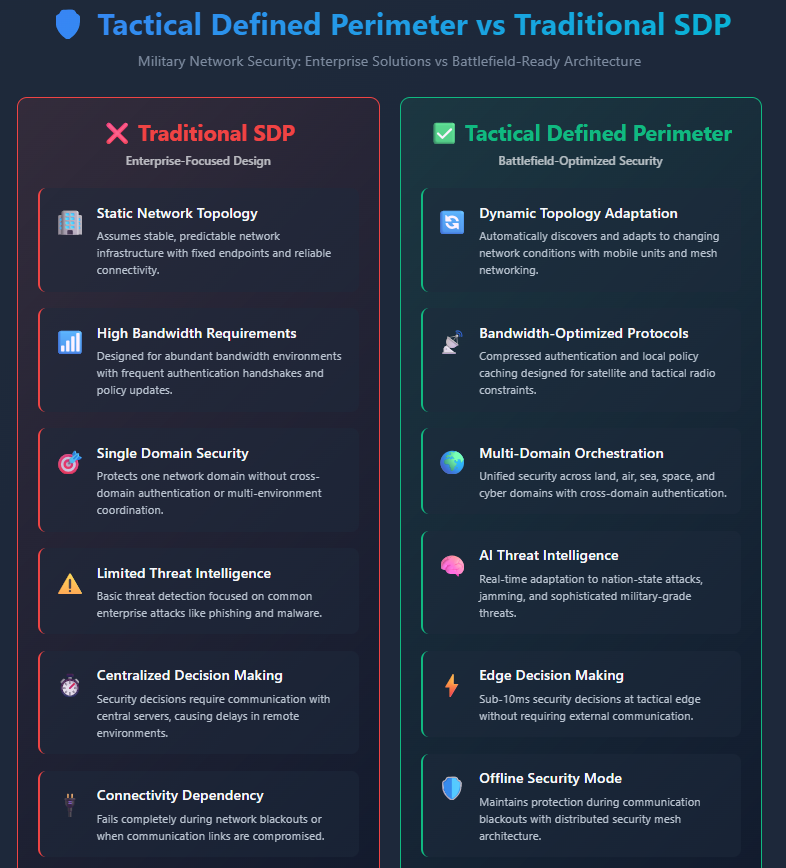 Tactical Defined Perimeter vs Traditional SDP
Military Network Security: Enterprise Solutions vs Battlefield-Ready Architecture
Traditional SDP
Enterprise-Focused Design
Static Network Topology
Assumes stable, predictable network
infrastructure with fixed endpoints and reliable
connectivity.
High Bandwidth Requirements
Designed for abundant bandwidth environments
with frequent authentication handshakes and
policy updates.
Single Domain Security
Protects one network domain without cross-
domain authentication or multi-environment
coordination.
Limited Threat Intelligence
Basic threat detection focused on common
enterprise attacks like phishing and malware.
Centralized Decision Making
Security decisions require communication with
central servers, causing delays in remote
environments.
Connectivity Dependency
Fails completely during network blackouts or
when communication links are compromised.
Tactical Defined Perimeter
Battlefield-Optimized Security
Dynamic Topology Adaptation
Automatically discovers and adapts to changing
network conditions with mobile units and mesh
networking.
Bandwidth-Optimized Protocols
Compressed authentication and local policy
caching designed for satellite and tactical radio
constraints.
Multi-Domain Orchestration
Unified security across land, air, sea, space, and
cyber domains with cross-domain authentication.
AI Threat Intelligence
Real-time adaptation to nation-state attacks,
jamming, and sophisticated military-grade
threats.
Edge Decision Making
Sub-10ms security decisions at tactical edge
without requiring external communication.
Offline Security Mode
Maintains protection during communication
blackouts with distributed security mesh
architecture.